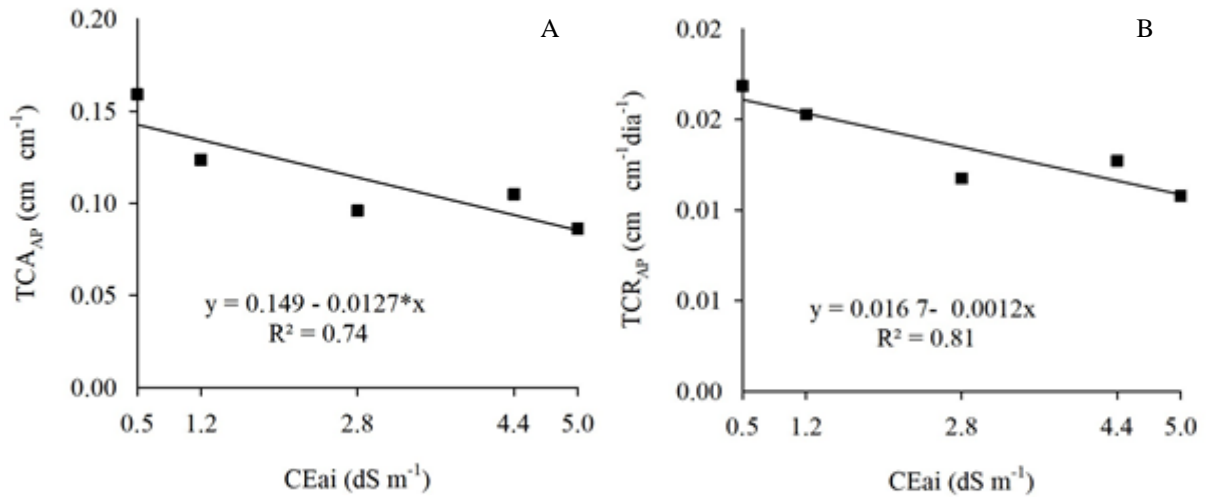 A
0.20
0.15
0.10
0.05
0.00
TCA_AP (cm cm⁻¹)
y = 0.149 - 0.0127*x
R² = 0.74
0.5 1.2 2.8 4.4 5.0
CEai (dS m⁻¹)
B
0.02
0.02
0.01
0.01
0.00
TCR_AP (cm cm⁻¹dia⁻¹)
y = 0.016 7- 0.0012x
R² = 0.81
0.5 1.2 2.8 4.4 5.0
CEai (dS m⁻¹)